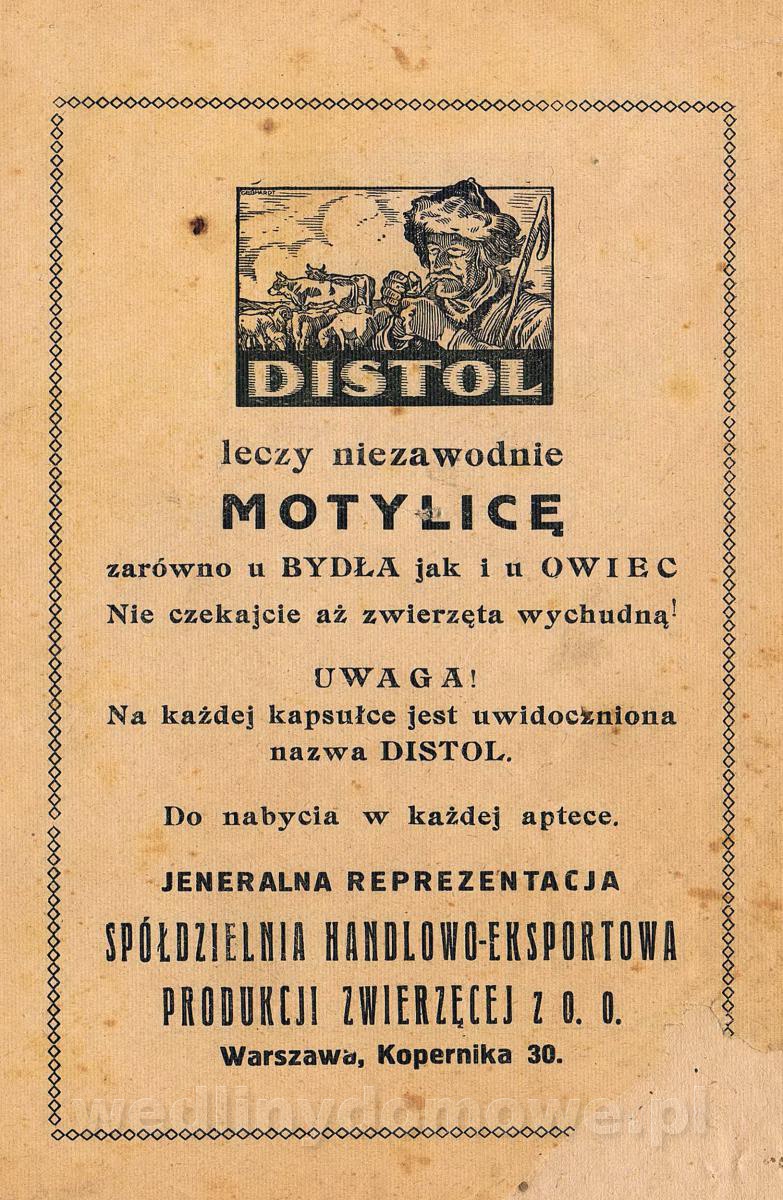 GEBHARDT
DISTOL
leczy niezawodnie
MOTYLICĘ
zarówno u BYDŁA jak i u OWIEC
Nie czekajcie aż zwierzęta wychudną!
UWAGA!
Na każdej kapsułce jest uwidoczniona
nazwa DISTOL.
Do nabycia w każdej aptece.
JENERALNA REPREZENTACJA
SPÓŁDZIELNIA HANDLOWO-EKSPORTOWA
PRODUKCJI ZWIERZĘCEJ z o. o.
Warszawa, Kopernika 30.
wedlinydomowe.pl